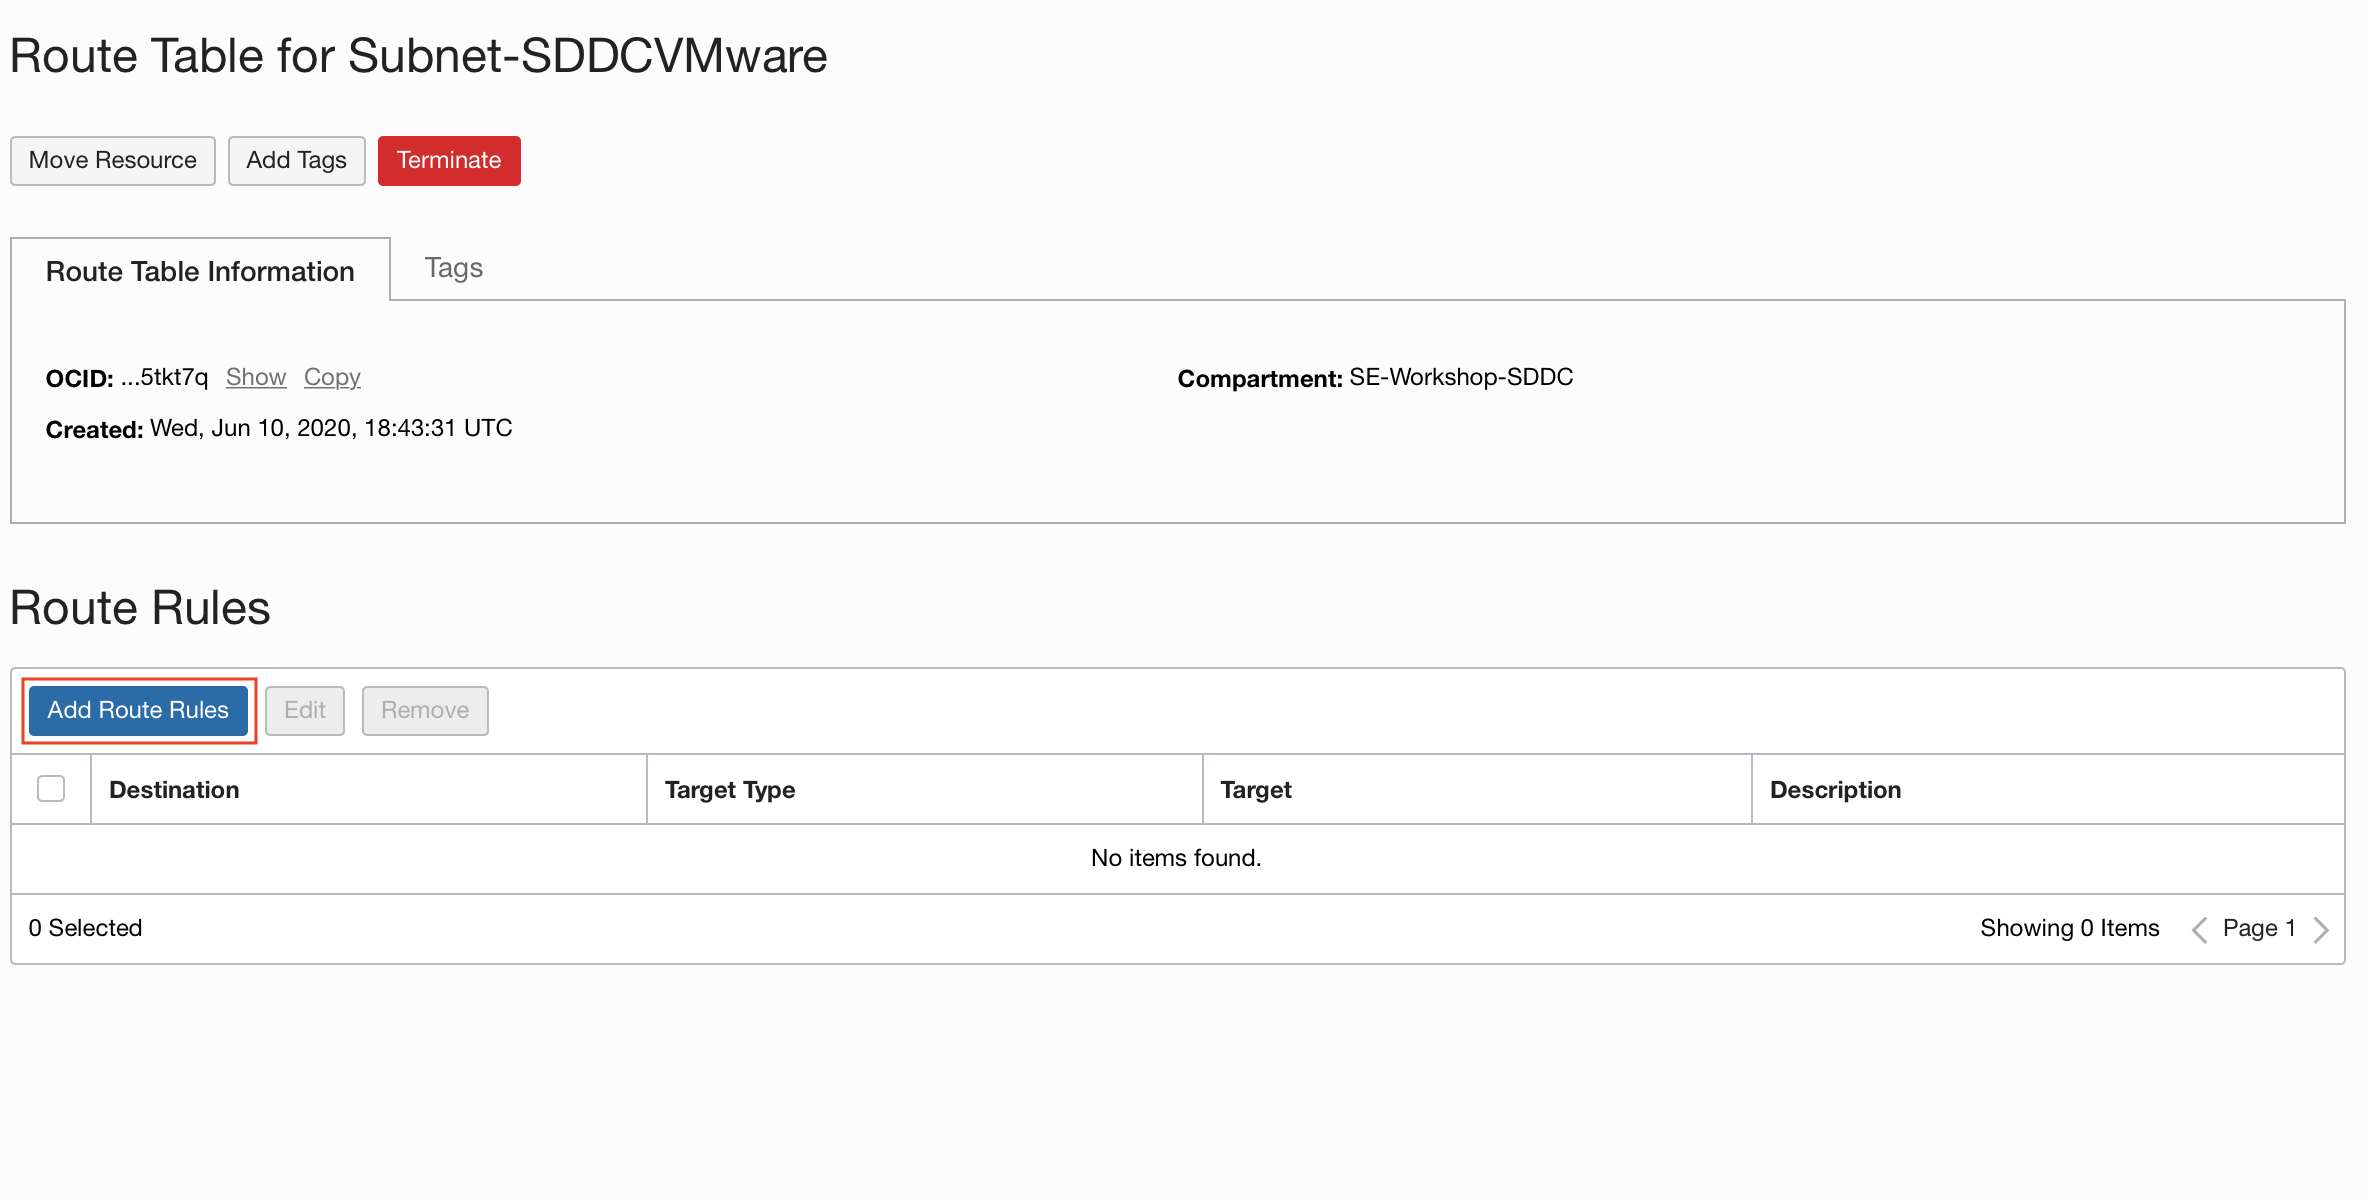 Route Table for Subnet-SDDCVMware
Move Resource Add Tags Terminate
Route Table Information Tags
OCID: ...5tkt7q Show Copy Compartment: SE-Workshop-SDDC
Created: Wed, Jun 10, 2020, 18:43:31 UTC
Route Rules
Add Route Rules Edit Remove
Destination Target Type Target Description
No items found.
0 Selected Showing 0 Items Page 1